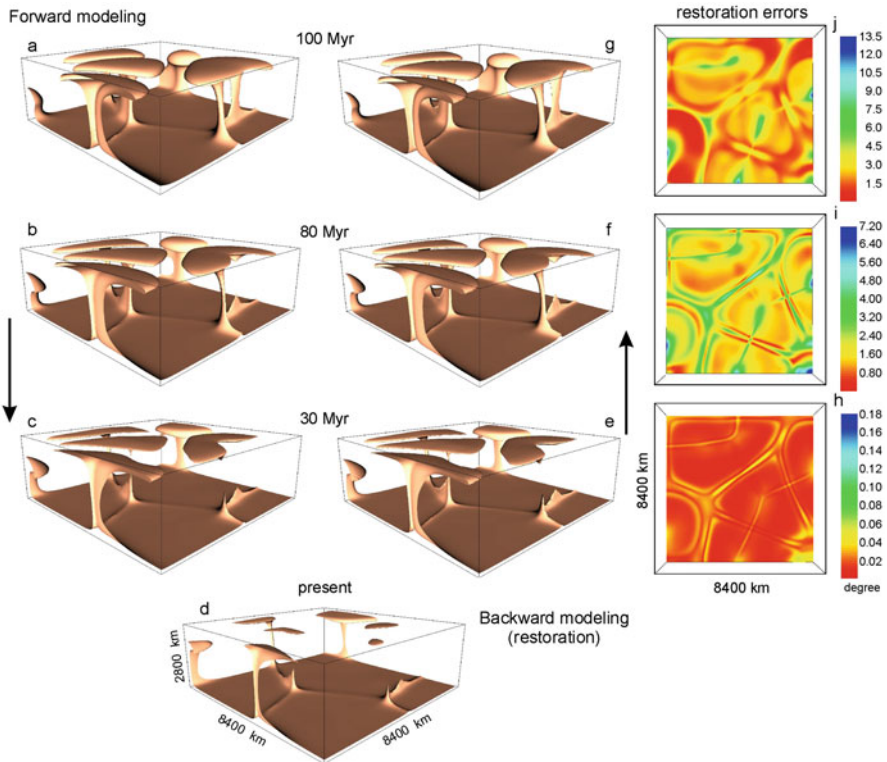 Forward modeling
restoration errors
a
100 Myr
g
j
13.5
12.0
10.5
9.0
7.5
6.0
4.5
3.0
1.5
b
80 Myr
f
i
7.20
6.40
5.60
4.80
4.00
3.20
2.40
1.60
0.80
c
30 Myr
e
h
0.18
0.16
0.14
0.12
0.10
0.08
0.06
0.04
0.02
degree
8400 km
8400 km
present
d
Backward modeling
(restoration)
2800 km
8400 km
8400 km